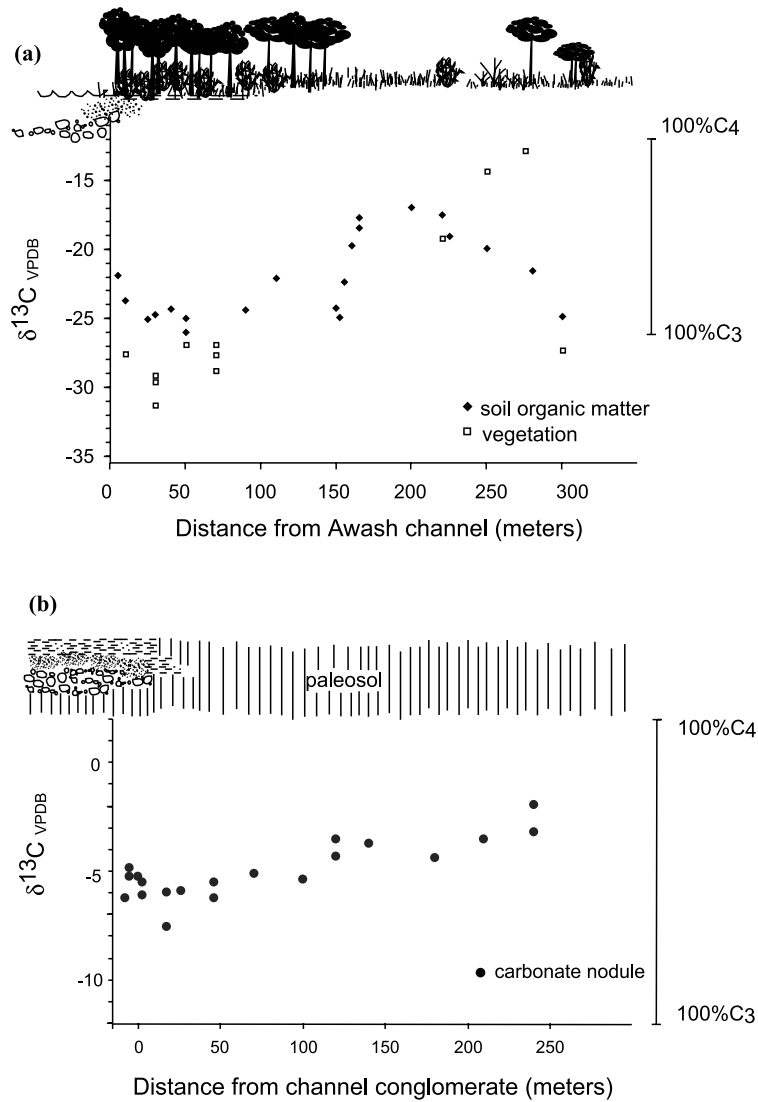 (a)
100%C4
-15
-20
-25
-30
-35
δ13C VPDB
100%C3
soil organic matter
vegetation
0 50 100 150 200 250 300
Distance from Awash channel (meters)
(b)
paleosol
100%C4
0
-5
-10
δ13C VPDB
carbonate nodule
100%C3
0 50 100 150 200 250
Distance from channel conglomerate (meters)